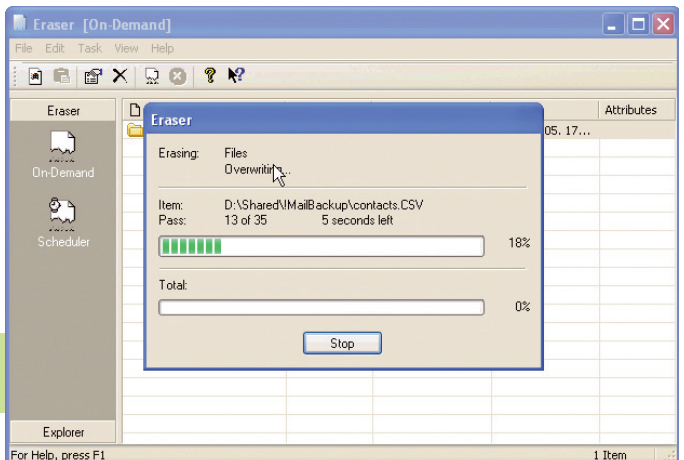 Eraser [On-Demand]
File Edit Task View Help
Eraser Attributes
Eraser
05. 17...
Erasing: Files
Overwriting...
On-Demand
Item: D:\Shared\!MailBackup\contacts.CSV
Pass: 13 of 35 5 seconds left
Scheduler
18%
Total:
0%
Stop
Explorer
For Help, press F1 1 Item